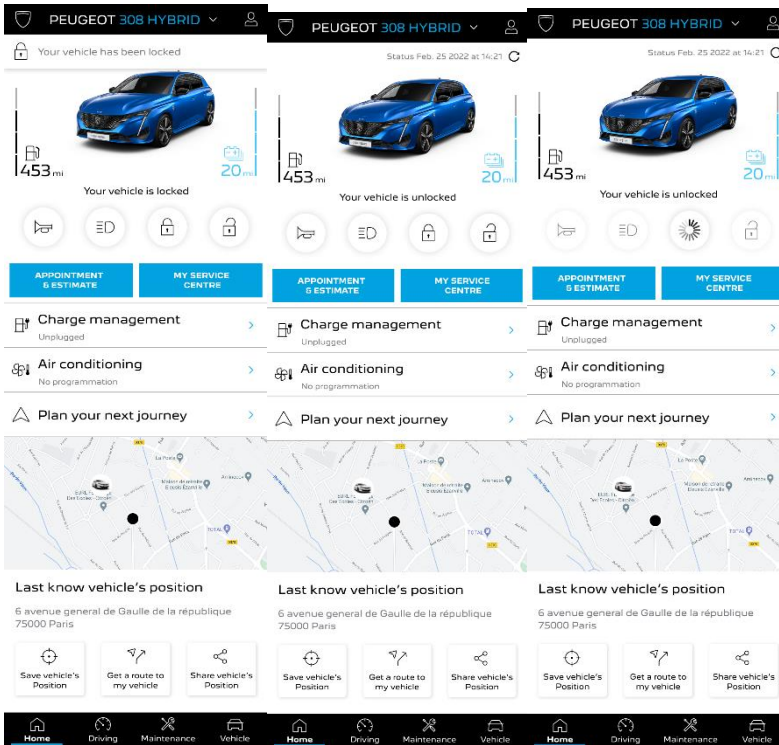 PEUGEOT 308 HYBRID
Your vehicle has been locked
453 mi
20 mi
Your vehicle is locked
APPOINTMENT
& ESTIMATE
MY SERVICE
CENTRE
Charge management
Unplugged
Air conditioning
No programmation
Plan your next journey
La Poste
TOTAL
Last know vehicle's position
6 avenue general de Gaulle de la république
75000 Paris
Save vehicle's
Position
Get a route to
my vehicle
Share vehicle's
Position
Home
Driving
Maintenance
Vehicle
PEUGEOT 308 HYBRID
Status Feb. 25 2022 at 14:21
453 mi
20 mi
Your vehicle is unlocked
APPOINTMENT
& ESTIMATE
MY SERVICE
CENTRE
Charge management
Unplugged
Air conditioning
No programmation
Plan your next journey
La Poste
TOTAL
Last know vehicle's position
6 avenue general de Gaulle de la république
75000 Paris
Save vehicle's
Position
Get a route to
my vehicle
Share vehicle's
Position
Home
Driving
Maintenance
Vehicle
PEUGEOT 308 HYBRID
Status Feb. 25 2022 at 14:21
453 mi
20 mi
Your vehicle is unlocked
APPOINTMENT
& ESTIMATE
MY SERVICE
CENTRE
Charge management
Unplugged
Air conditioning
No programmation
Plan your next journey
La Poste
TOTAL
Last know vehicle's position
6 avenue general de Gaulle de la république
75000 Paris
Save vehicle's
Position
Get a route to
my vehicle
Share vehicle's
Position
Home
Driving
Maintenance
Vehicle